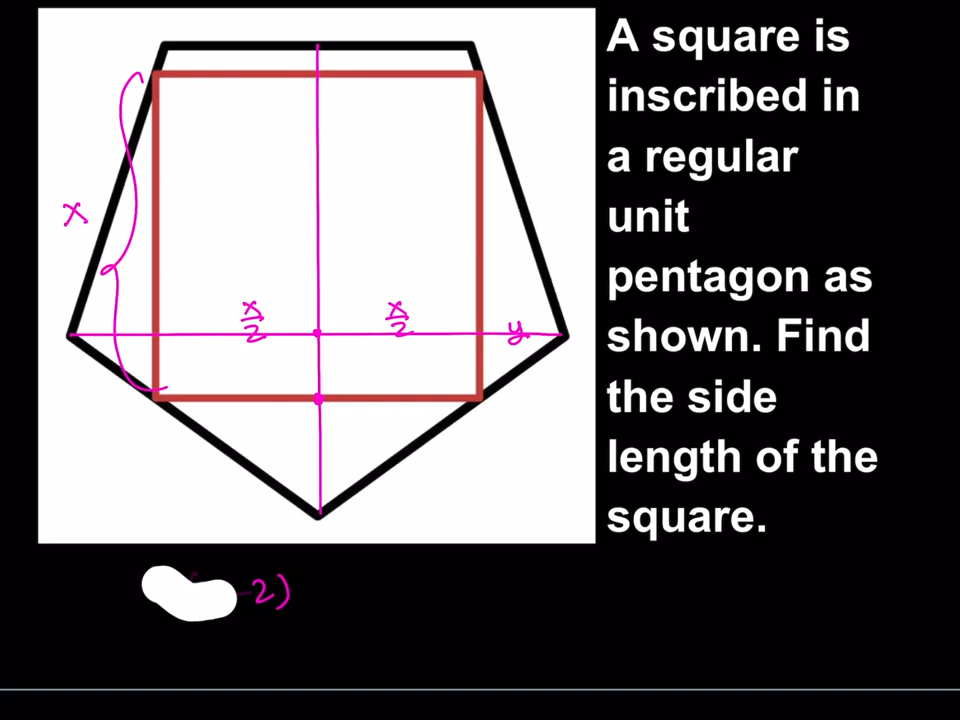 A square is
inscribed in
a regular
unit
pentagon as
shown. Find
the side
length of the
square.
x
x/2
x/2
y
-2)